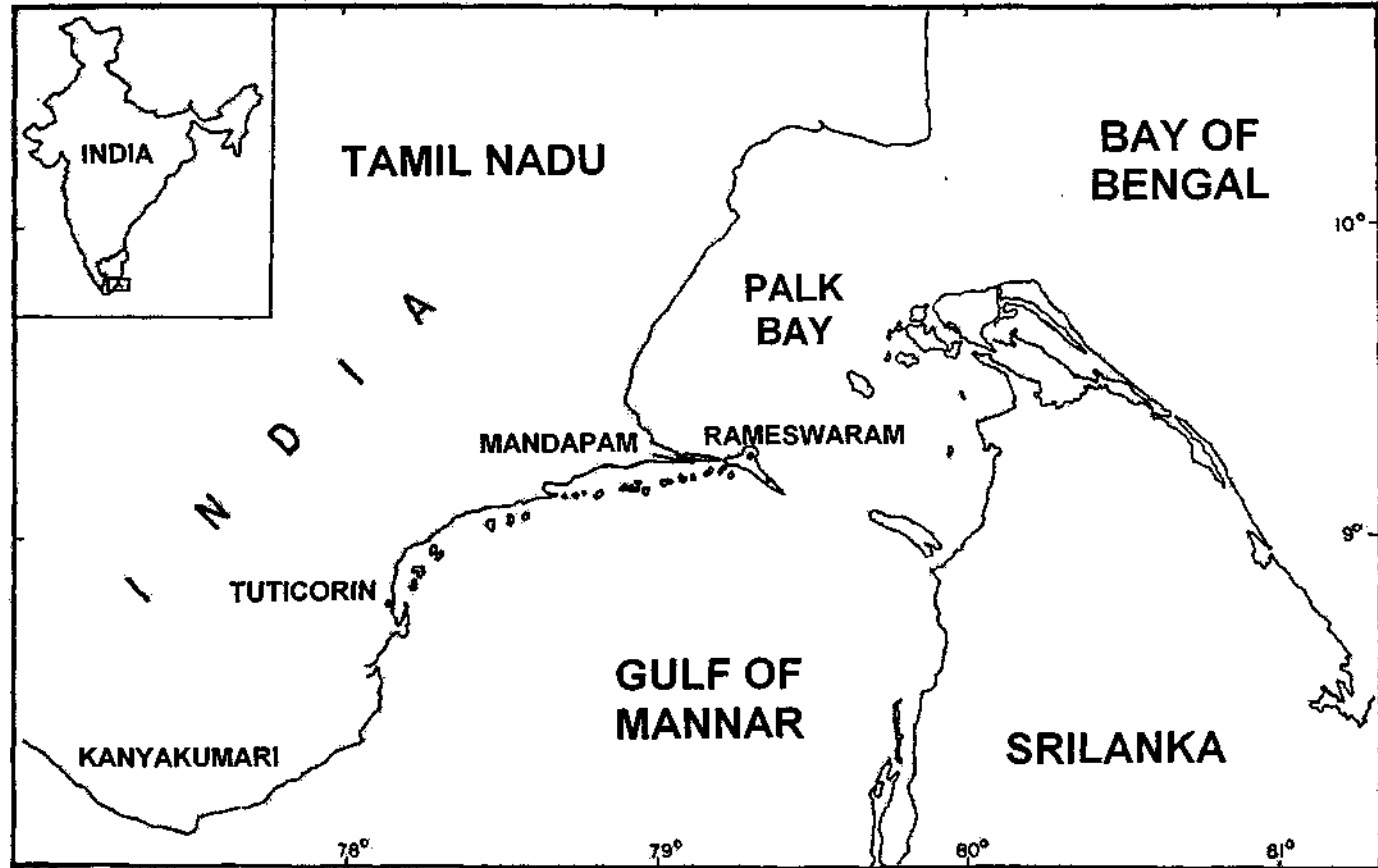 INDIA
TAMIL NADU
BAY OF
BENGAL
10°
PALK
BAY
INDIA
MANDAPAM
RAMESWARAM
9°
TUTICORIN
GULF OF
MANNAR
SRILANKA
KANYAKUMARI
78°
79°
80°
81°